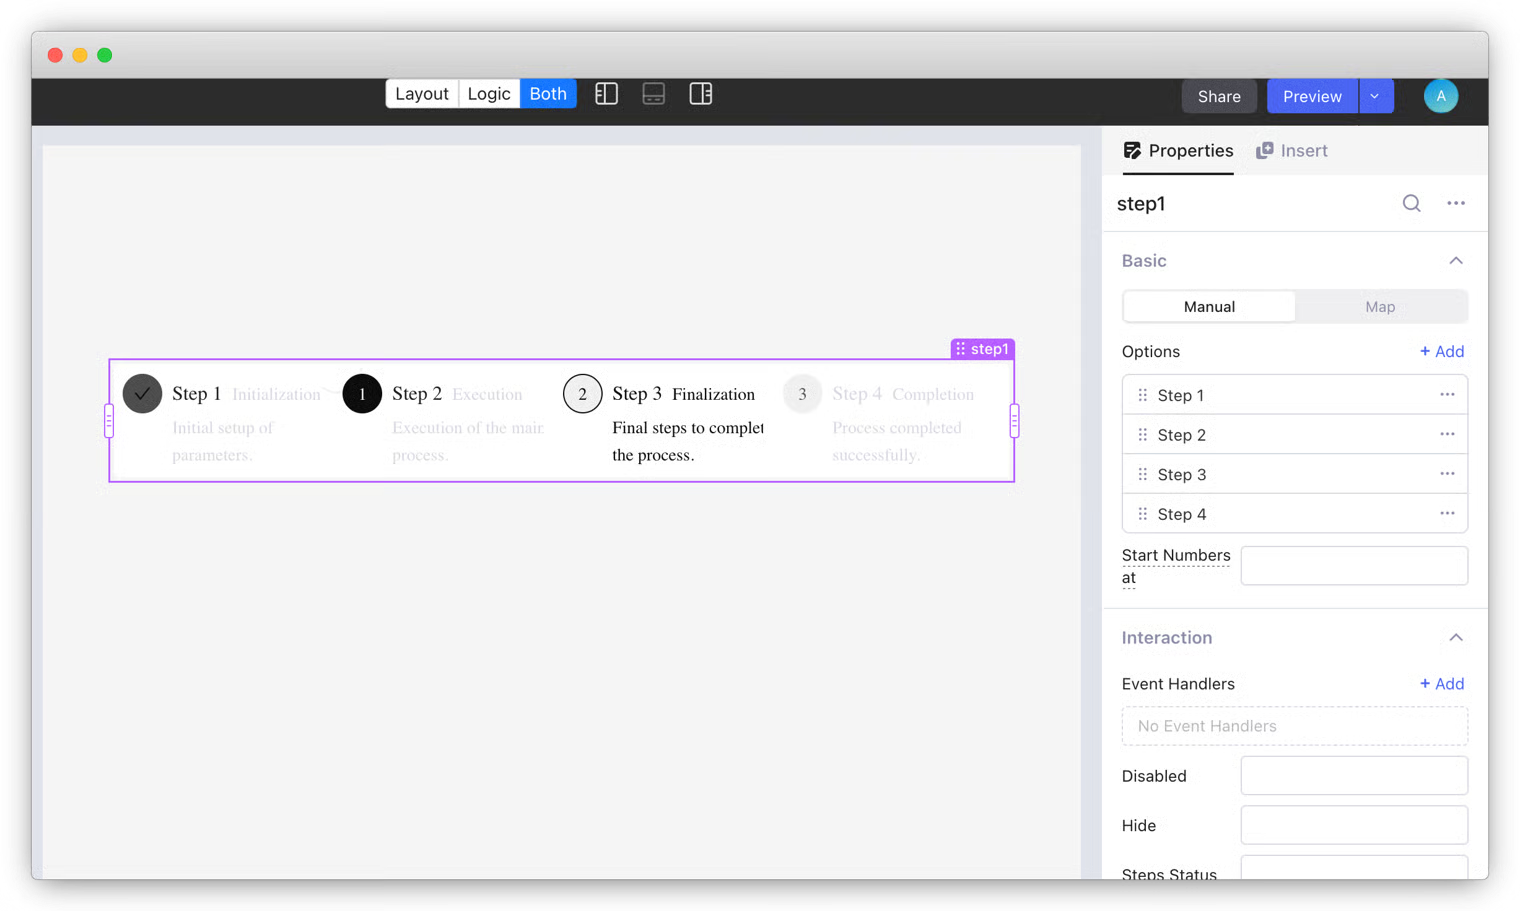 Layout Logic Both
Share Preview A
Properties Insert
step1
Basic
Manual Map
Options + Add
Step 1
Step 2
Step 3
Step 4
Start Numbers
at
Interaction
Event Handlers + Add
No Event Handlers
Disabled
Hide
Steps Status
step1
Step 1 Initialization 1 Step 2 Execution 2 Step 3 Finalization 3 Step 4 Completion
Initial setup of
parameters.
Execution of the main
process.
Final steps to complet
the process.
Process completed
successfully.